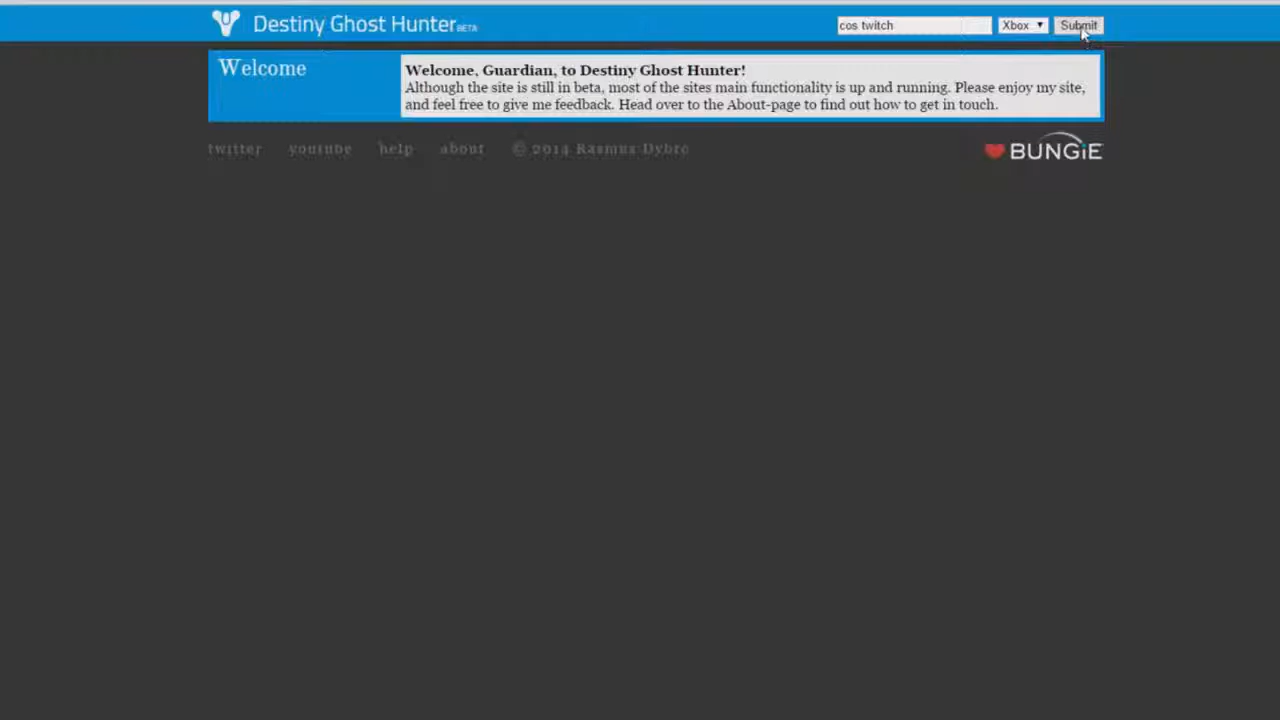 Destiny Ghost Hunter BETA
cos twitch
Xbox
Submit
Welcome
Welcome, Guardian, to Destiny Ghost Hunter!
Although the site is still in beta, most of the sites main functionality is up and running. Please enjoy my site,
and feel free to give me feedback. Head over to the About-page to find out how to get in touch.
twitter youtube help about © 2014 Rasmus Dybro
BUNGiE